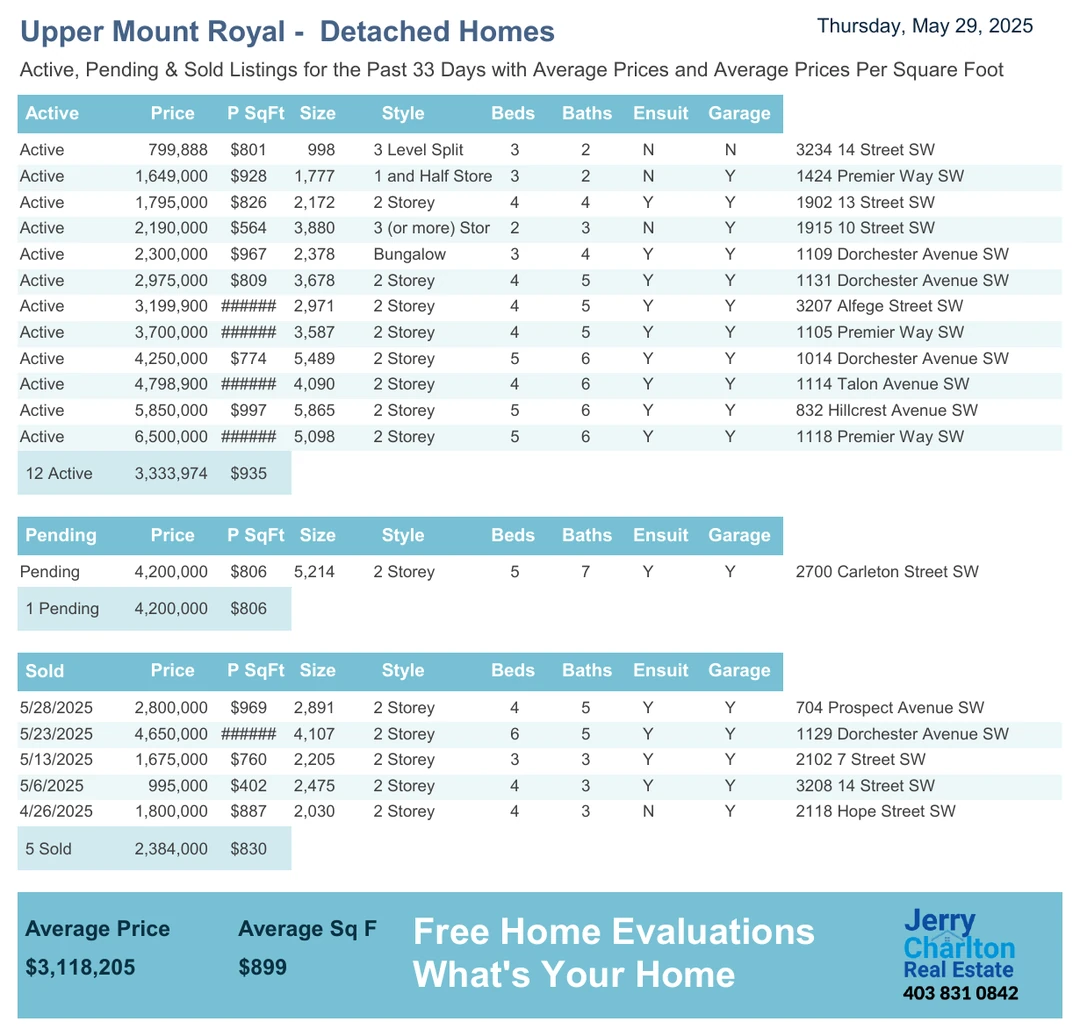 Upper Mount Royal - Detached Homes Thursday, May 29, 2025
Active, Pending & Sold Listings for the Past 33 Days with Average Prices and Average Prices Per Square Foot
Active Price P SqFt Size Style Beds Baths Ensuit Garage
Active 799,888 $801 998 3 Level Split 3 2 N N 3234 14 Street SW
Active 1,649,000 $928 1,777 1 and Half Store 3 2 N Y 1424 Premier Way SW
Active 1,795,000 $826 2,172 2 Storey 4 4 Y Y 1902 13 Street SW
Active 2,190,000 $564 3,880 3 (or more) Stor 2 3 N Y 1915 10 Street SW
Active 2,300,000 $967 2,378 Bungalow 3 4 Y Y 1109 Dorchester Avenue SW
Active 2,975,000 $809 3,678 2 Storey 4 5 Y Y 1131 Dorchester Avenue SW
Active 3,199,900 ###### 2,971 2 Storey 4 5 Y Y 3207 Alfege Street SW
Active 3,700,000 ###### 3,587 2 Storey 4 5 Y Y 1105 Premier Way SW
Active 4,250,000 $774 5,489 2 Storey 5 6 Y Y 1014 Dorchester Avenue SW
Active 4,798,900 ###### 4,090 2 Storey 4 6 Y Y 1114 Talon Avenue SW
Active 5,850,000 $997 5,865 2 Storey 5 6 Y Y 832 Hillcrest Avenue SW
Active 6,500,000 ###### 5,098 2 Storey 5 6 Y Y 1118 Premier Way SW
12 Active 3,333,974 $935
Pending Price P SqFt Size Style Beds Baths Ensuit Garage
Pending 4,200,000 $806 5,214 2 Storey 5 7 Y Y 2700 Carleton Street SW
1 Pending 4,200,000 $806
Sold Price P SqFt Size Style Beds Baths Ensuit Garage
5/28/2025 2,800,000 $969 2,891 2 Storey 4 5 Y Y 704 Prospect Avenue SW
5/23/2025 4,650,000 ###### 4,107 2 Storey 6 5 Y Y 1129 Dorchester Avenue SW
5/13/2025 1,675,000 $760 2,205 2 Storey 3 3 Y Y 2102 7 Street SW
5/6/2025 995,000 $402 2,475 2 Storey 4 3 Y Y 3208 14 Street SW
4/26/2025 1,800,000 $887 2,030 2 Storey 4 3 N Y 2118 Hope Street SW
5 Sold 2,384,000 $830
Average Price Average Sq F
$3,118,205 $899
Free Home Evaluations
What's Your Home
Jerry
Charlton
Real Estate
403 831 0842